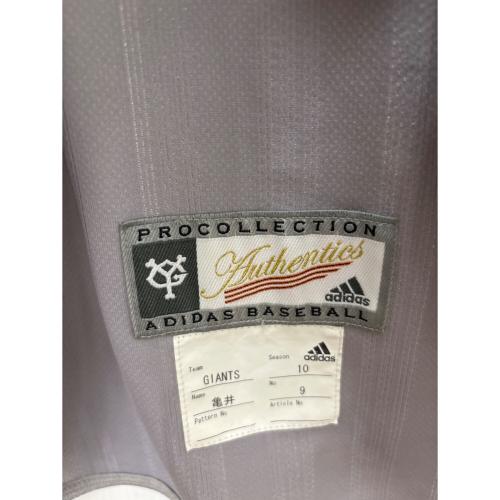 PROCOLLECTION
YG
Authentics
adidas
ADIDAS BASEBALL
Team GIANTS Season 10 adidas
Name 亀井 No 9
Pattern No Article No